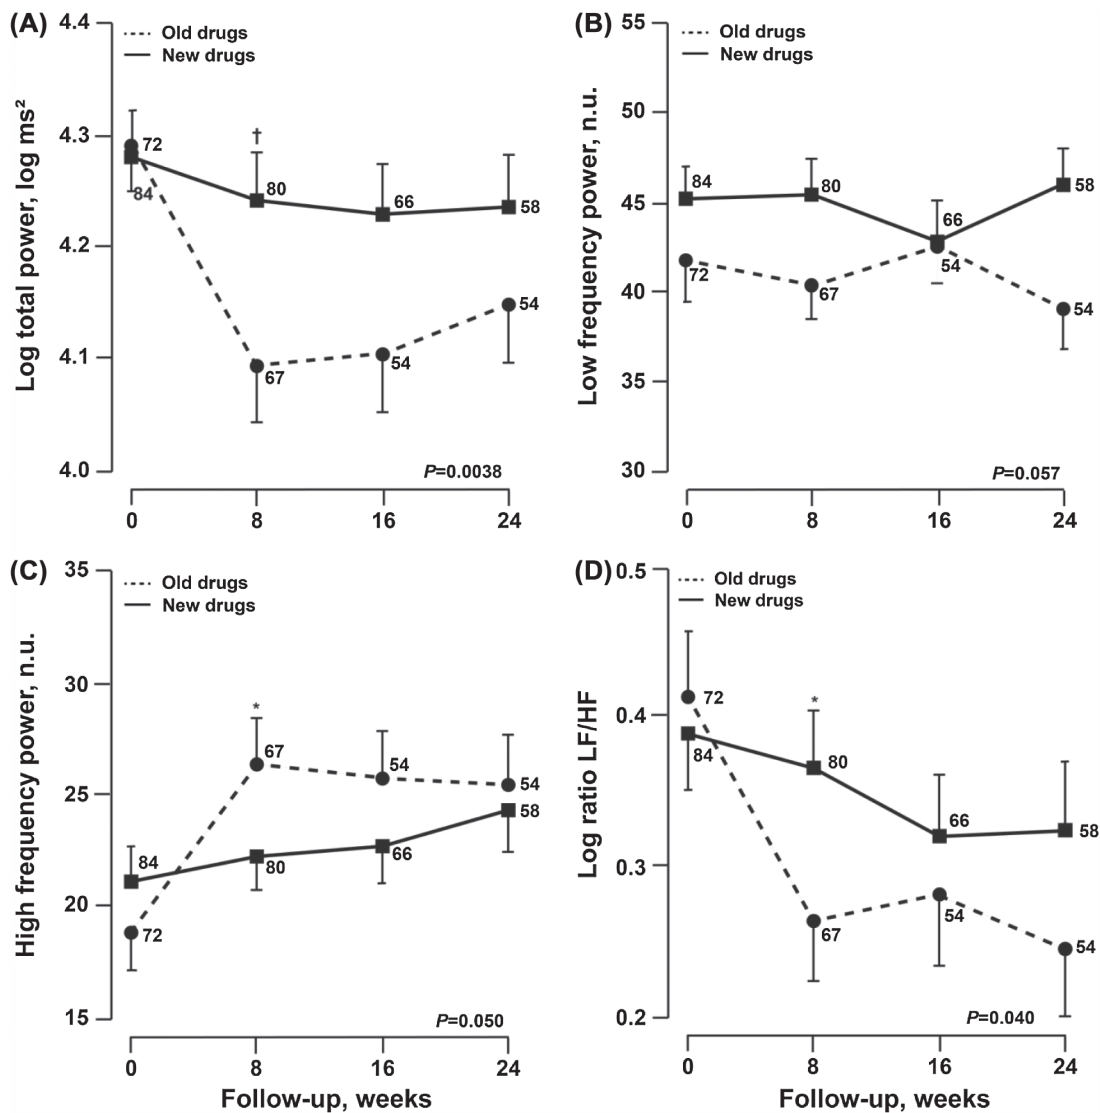 (A)
4.4
Old drugs
New drugs
Log total power, log ms²
4.3
4.2
4.1
4.0
72
84
†
80
66
58
67
54
54
P=0.0038
0 8 16 24
(B)
55
Old drugs
New drugs
Low frequency power, n.u.
50
45
40
35
30
84
80
66
58
72
67
54
54
P=0.057
0 8 16 24
(C)
35
Old drugs
New drugs
High frequency power, n.u.
30
25
20
15
*
67
54
54
84
80
66
58
72
P=0.050
0 8 16 24
Follow-up, weeks
(D)
0.5
Old drugs
New drugs
Log ratio LF/HF
0.4
0.3
0.2
72
84
*
80
66
58
67
54
54
P=0.040
0 8 16 24
Follow-up, weeks